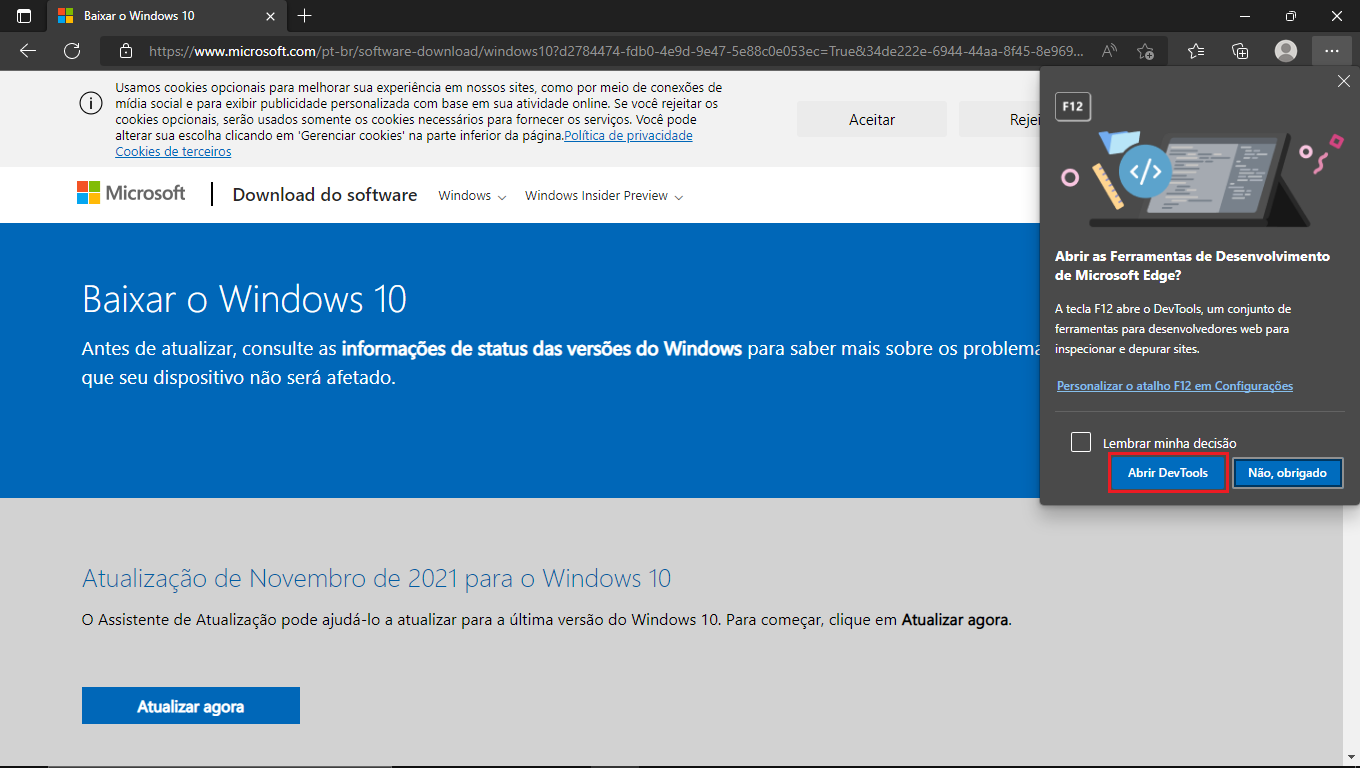 Baixar o Windows 10
https://www.microsoft.com/pt-br/software-download/windows10?d2784474-fdb0-4e9d-9e47-5e88c0e053ec=True&34de222e-6944-44aa-8f45-8e969...
Usamos cookies opcionais para melhorar sua experiência em nossos sites, como por meio de conexões de
mídia social e para exibir publicidade personalizada com base em sua atividade online. Se você rejeitar os
cookies opcionais, serão usados somente os cookies necessários para fornecer os serviços. Você pode
alterar sua escolha clicando em 'Gerenciar cookies' na parte inferior da página.Política de privacidade
Cookies de terceiros
Aceitar
Rejei
Microsoft
Download do software
Windows
Windows Insider Preview
Baixar o Windows 10
Antes de atualizar, consulte as informações de status das versões do Windows para saber mais sobre os problema
que seu dispositivo não será afetado.
Atualização de Novembro de 2021 para o Windows 10
O Assistente de Atualização pode ajudá-lo a atualizar para a última versão do Windows 10. Para começar, clique em Atualizar agora.
Atualizar agora
F12
</>
Abrir as Ferramentas de Desenvolvimento
de Microsoft Edge?
A tecla F12 abre o DevTools, um conjunto de
ferramentas para desenvolvedores web para
inspecionar e depurar sites.
Personalizar o atalho F12 em Configurações
Lembrar minha decisão
Abrir DevTools
Não, obrigado